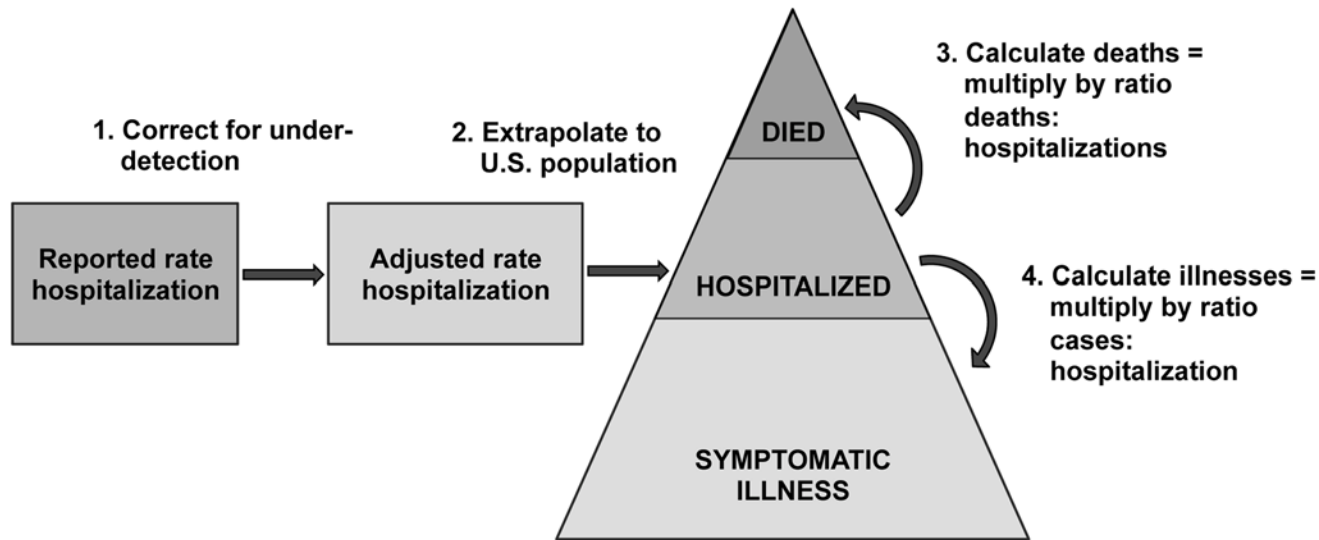 1. Correct for under-
detection
2. Extrapolate to
U.S. population
3. Calculate deaths =
multiply by ratio
deaths:
hospitalizations
Reported rate
hospitalization
Adjusted rate
hospitalization
DIED
HOSPITALIZED
4. Calculate illnesses =
multiply by ratio
cases:
hospitalization
SYMPTOMATIC
ILLNESS